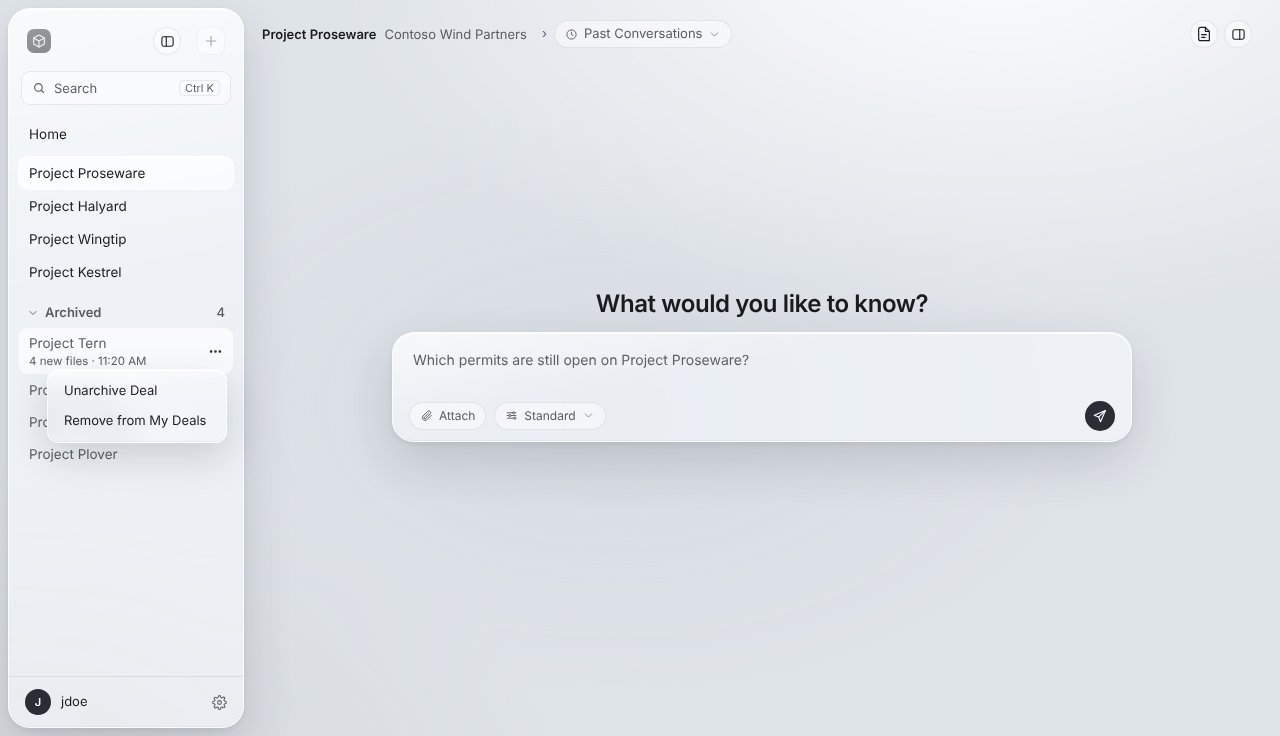 Project Proseware Contoso Wind Partners › Past Conversations
Search Ctrl K
Home
Project Proseware
Project Halyard
Project Wingtip
Project Kestrel
Archived 4
Project Tern
4 new files · 11:20 AM
Unarchive Deal
Remove from My Deals
Project Plover
J jdoe
What would you like to know?
Which permits are still open on Project Proseware?
Attach Standard